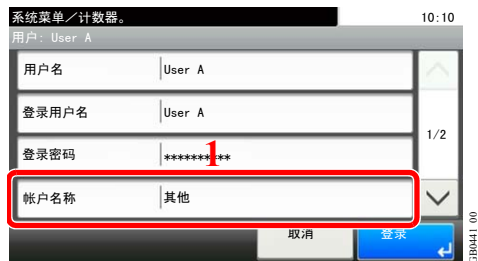 系统菜单／计数器。 10:10
用户: User A
用户名 User A
登录用户名 User A
1/2
登录密码 **********
1
帐户名称 其他
取消 登录
GB0441_00